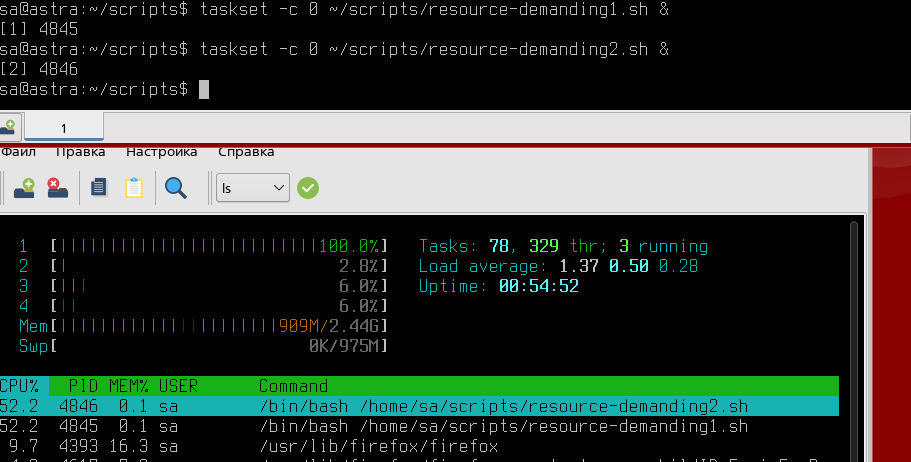 sa@astra:~/scripts$ taskset -c 0 ~/scripts/resource-demanding1.sh &
[1] 4845
sa@astra:~/scripts$ taskset -c 0 ~/scripts/resource-demanding2.sh &
[2] 4846
sa@astra:~/scripts$
1
Файл Правка Настройка Справка
ls
1 [||||||||||||||||||||||||||100.0%] Tasks: 78, 329 thr; 3 running
2 [| 2.8%] Load average: 1.37 0.50 0.28
3 [||| 6.0%] Uptime: 00:54:52
4 [|| 6.0%]
Mem[||||||||||||||||||||||909M/2.44G]
Swp[ 0K/975M]
CPU% PID MEM% USER Command
52.2 4846 0.1 sa /bin/bash /home/sa/scripts/resource-demanding2.sh
52.2 4845 0.1 sa /bin/bash /home/sa/scripts/resource-demanding1.sh
9.7 4393 16.3 sa /usr/lib/firefox/firefox